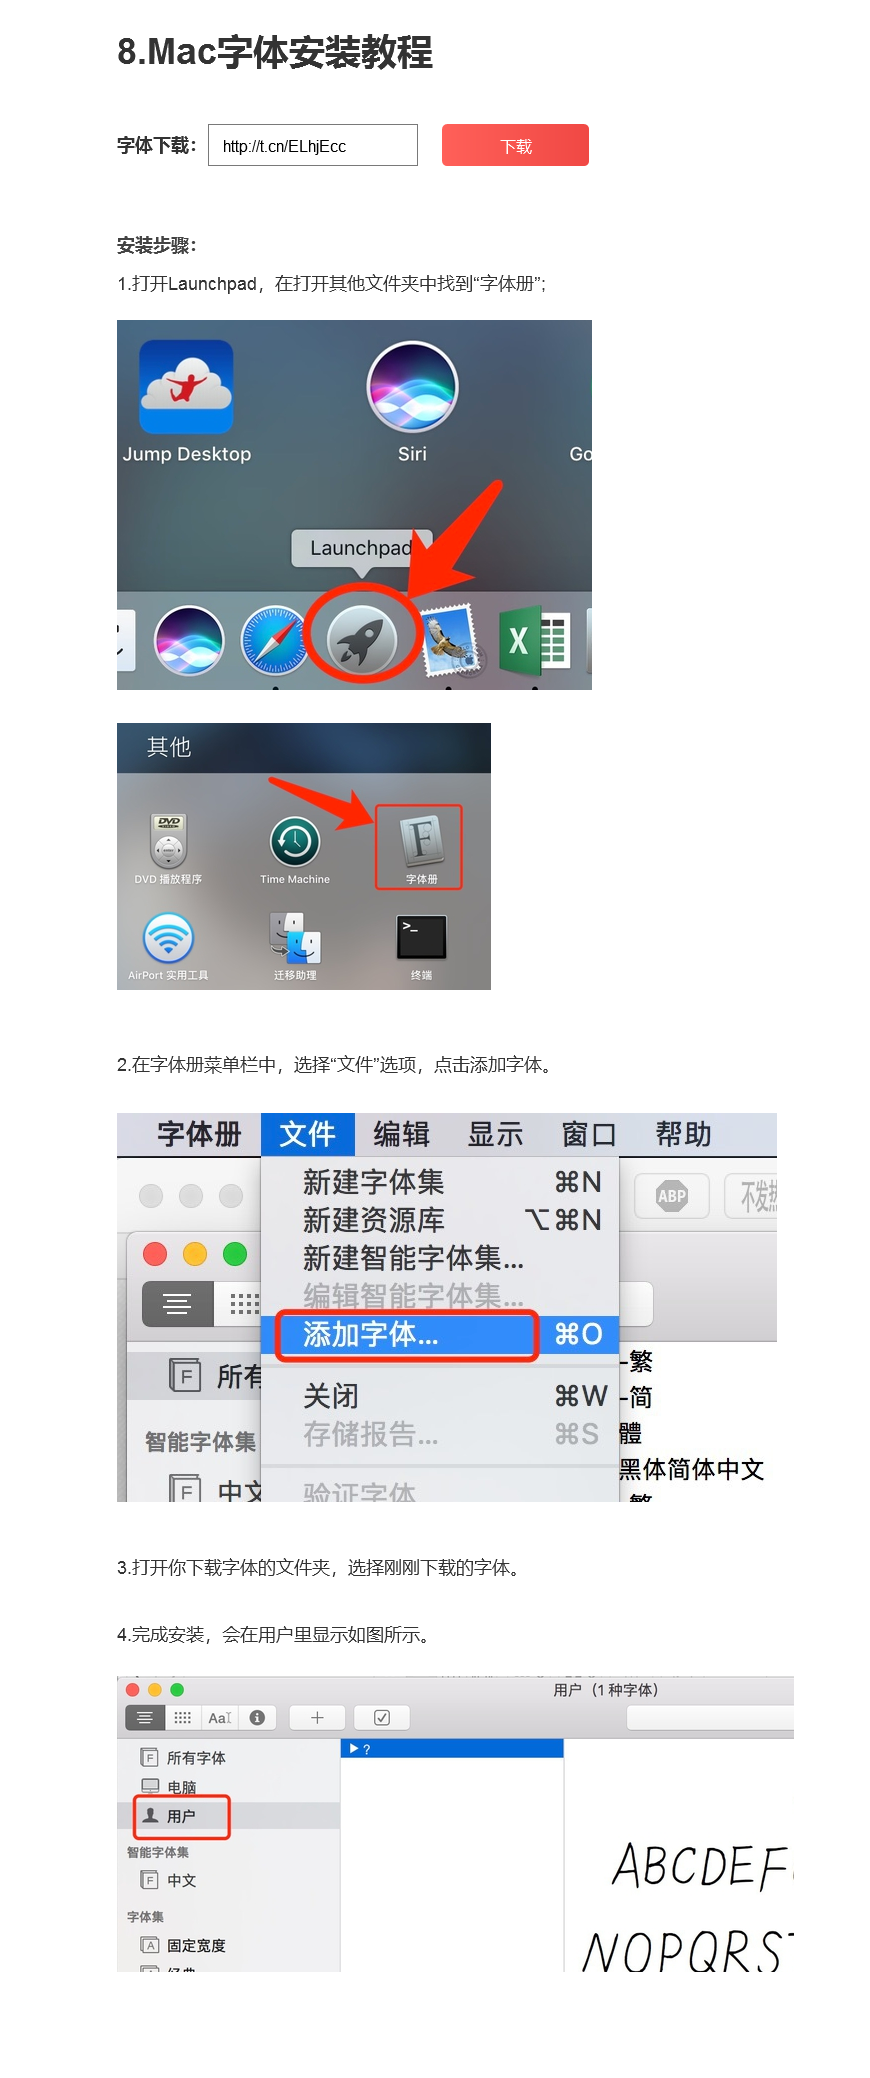 8.Mac字体安装教程
字体下载：
http://t.cn/ELhjEcc
下载
安装步骤：
1.打开Launchpad，在打开其他文件夹中找到“字体册”；
Jump Desktop
Siri
Go
Launchpad
X
其他
DVD
F
DVD 播放程序
Time Machine
字体册
>_
AirPort 实用工具
迁移助理
终端
2.在字体册菜单栏中，选择“文件”选项，点击添加字体。
字体册 文件 编辑 显示 窗口 帮助
新建字体集 ⌘N
新建资源库 ⌥⌘N
新建智能字体集...
编辑智能字体集...
添加字体... ⌘O
关闭 ⌘W
存储报告... ⌘S
验证字体
ABP
不发热
F 所有
智能字体集
F 中文
-繁
-简
體
黑体简体中文
-繁
3.打开你下载字体的文件夹，选择刚刚下载的字体。
4.完成安装，会在用户里显示如图所示。
用户（1 种字体）
Aa
F 所有字体
电脑
用户
智能字体集
F 中文
字体集
A 固定宽度
经典
?
ABCDEF
NOPQRST